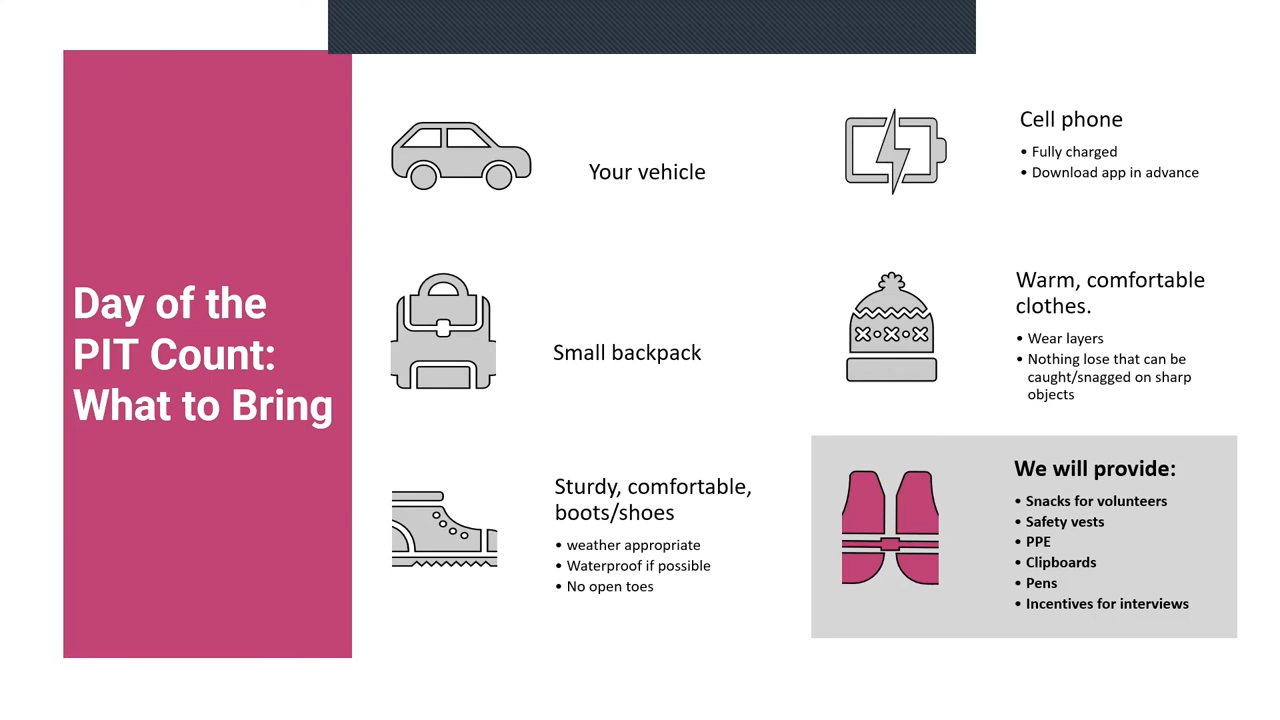 Day of the
PIT Count:
What to Bring
Your vehicle
Cell phone
• Fully charged
• Download app in advance
Small backpack
Warm, comfortable
clothes.
• Wear layers
• Nothing lose that can be
caught/snagged on sharp
objects
Sturdy, comfortable,
boots/shoes
• weather appropriate
• Waterproof if possible
• No open toes
We will provide:
• Snacks for volunteers
• Safety vests
• PPE
• Clipboards
• Pens
• Incentives for interviews